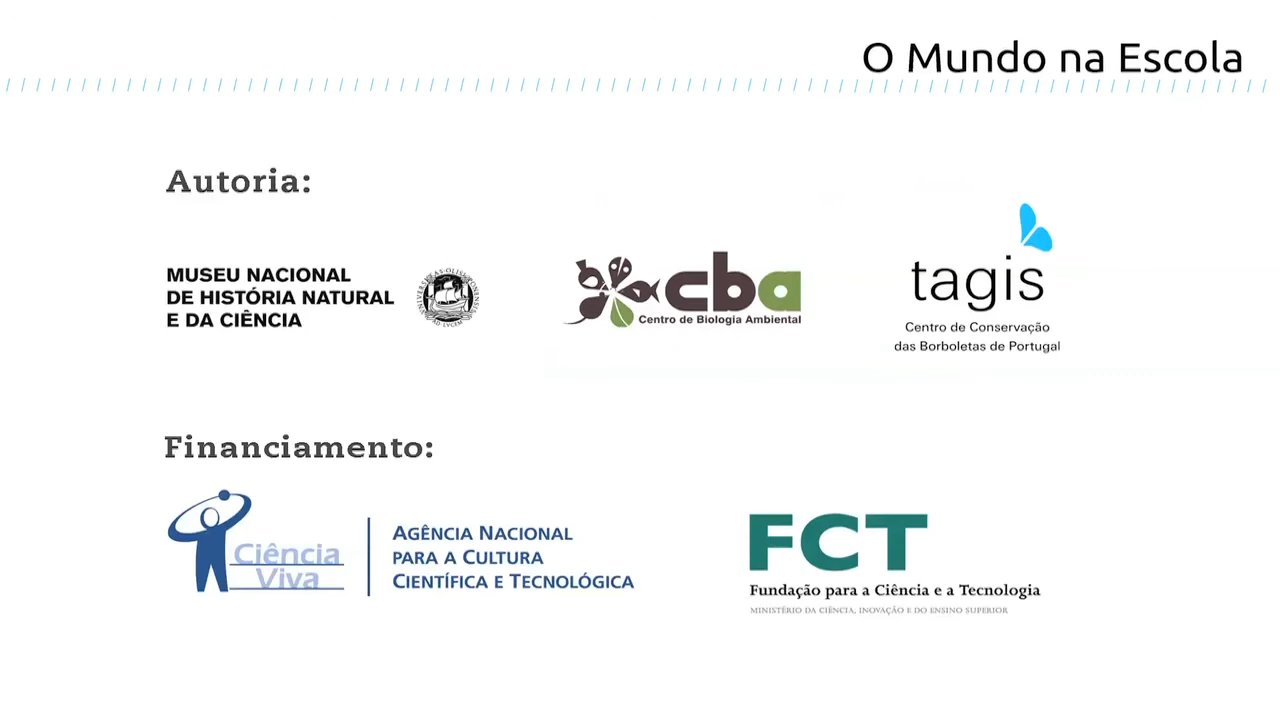 O Mundo na Escola
Autoria:
MUSEU NACIONAL
DE HISTÓRIA NATURAL
E DA CIÊNCIA
cba
Centro de Biologia Ambiental
tagis
Centro de Conservação
das Borboletas de Portugal
Financiamento:
Ciência
Viva
AGÊNCIA NACIONAL
PARA A CULTURA
CIENTÍFICA E TECNOLÓGICA
FCT
Fundação para a Ciência e a Tecnologia
MINISTÉRIO DA CIÊNCIA, INOVAÇÃO E DO ENSINO SUPERIOR